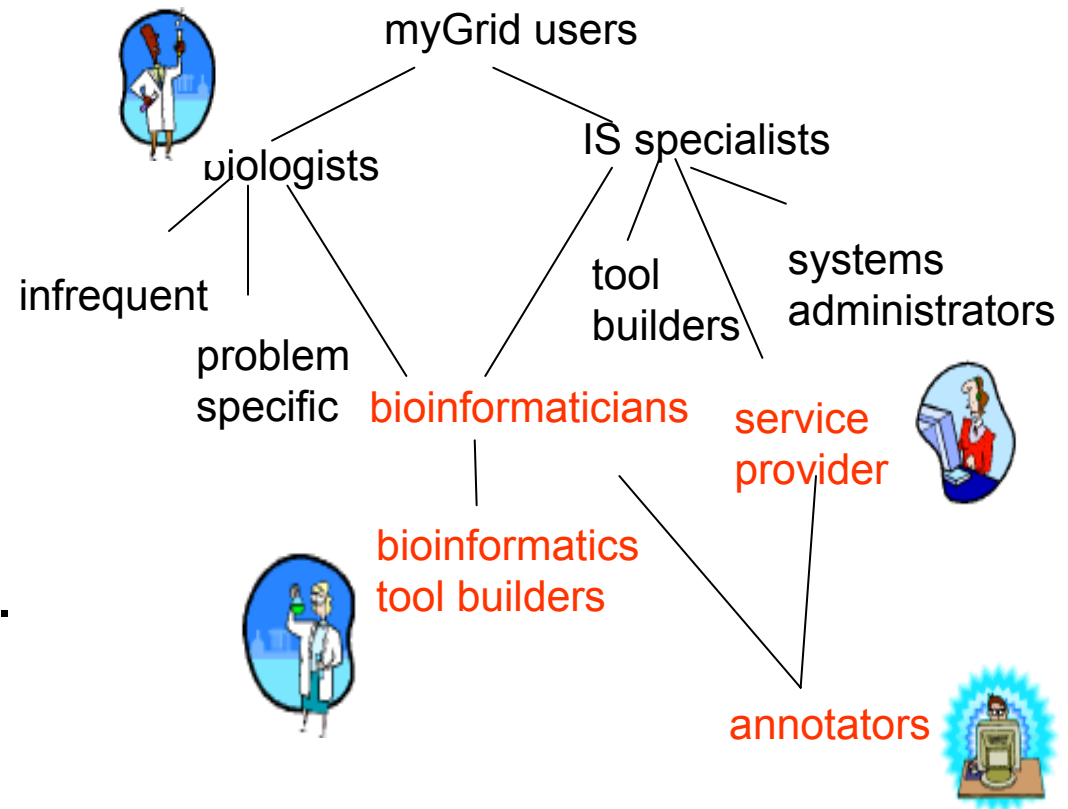 myGrid users
IS specialists
biologists
infrequent
tool
builders
systems
administrators
problem
specific
bioinformaticians
service
provider
bioinformatics
tool builders
.
annotators